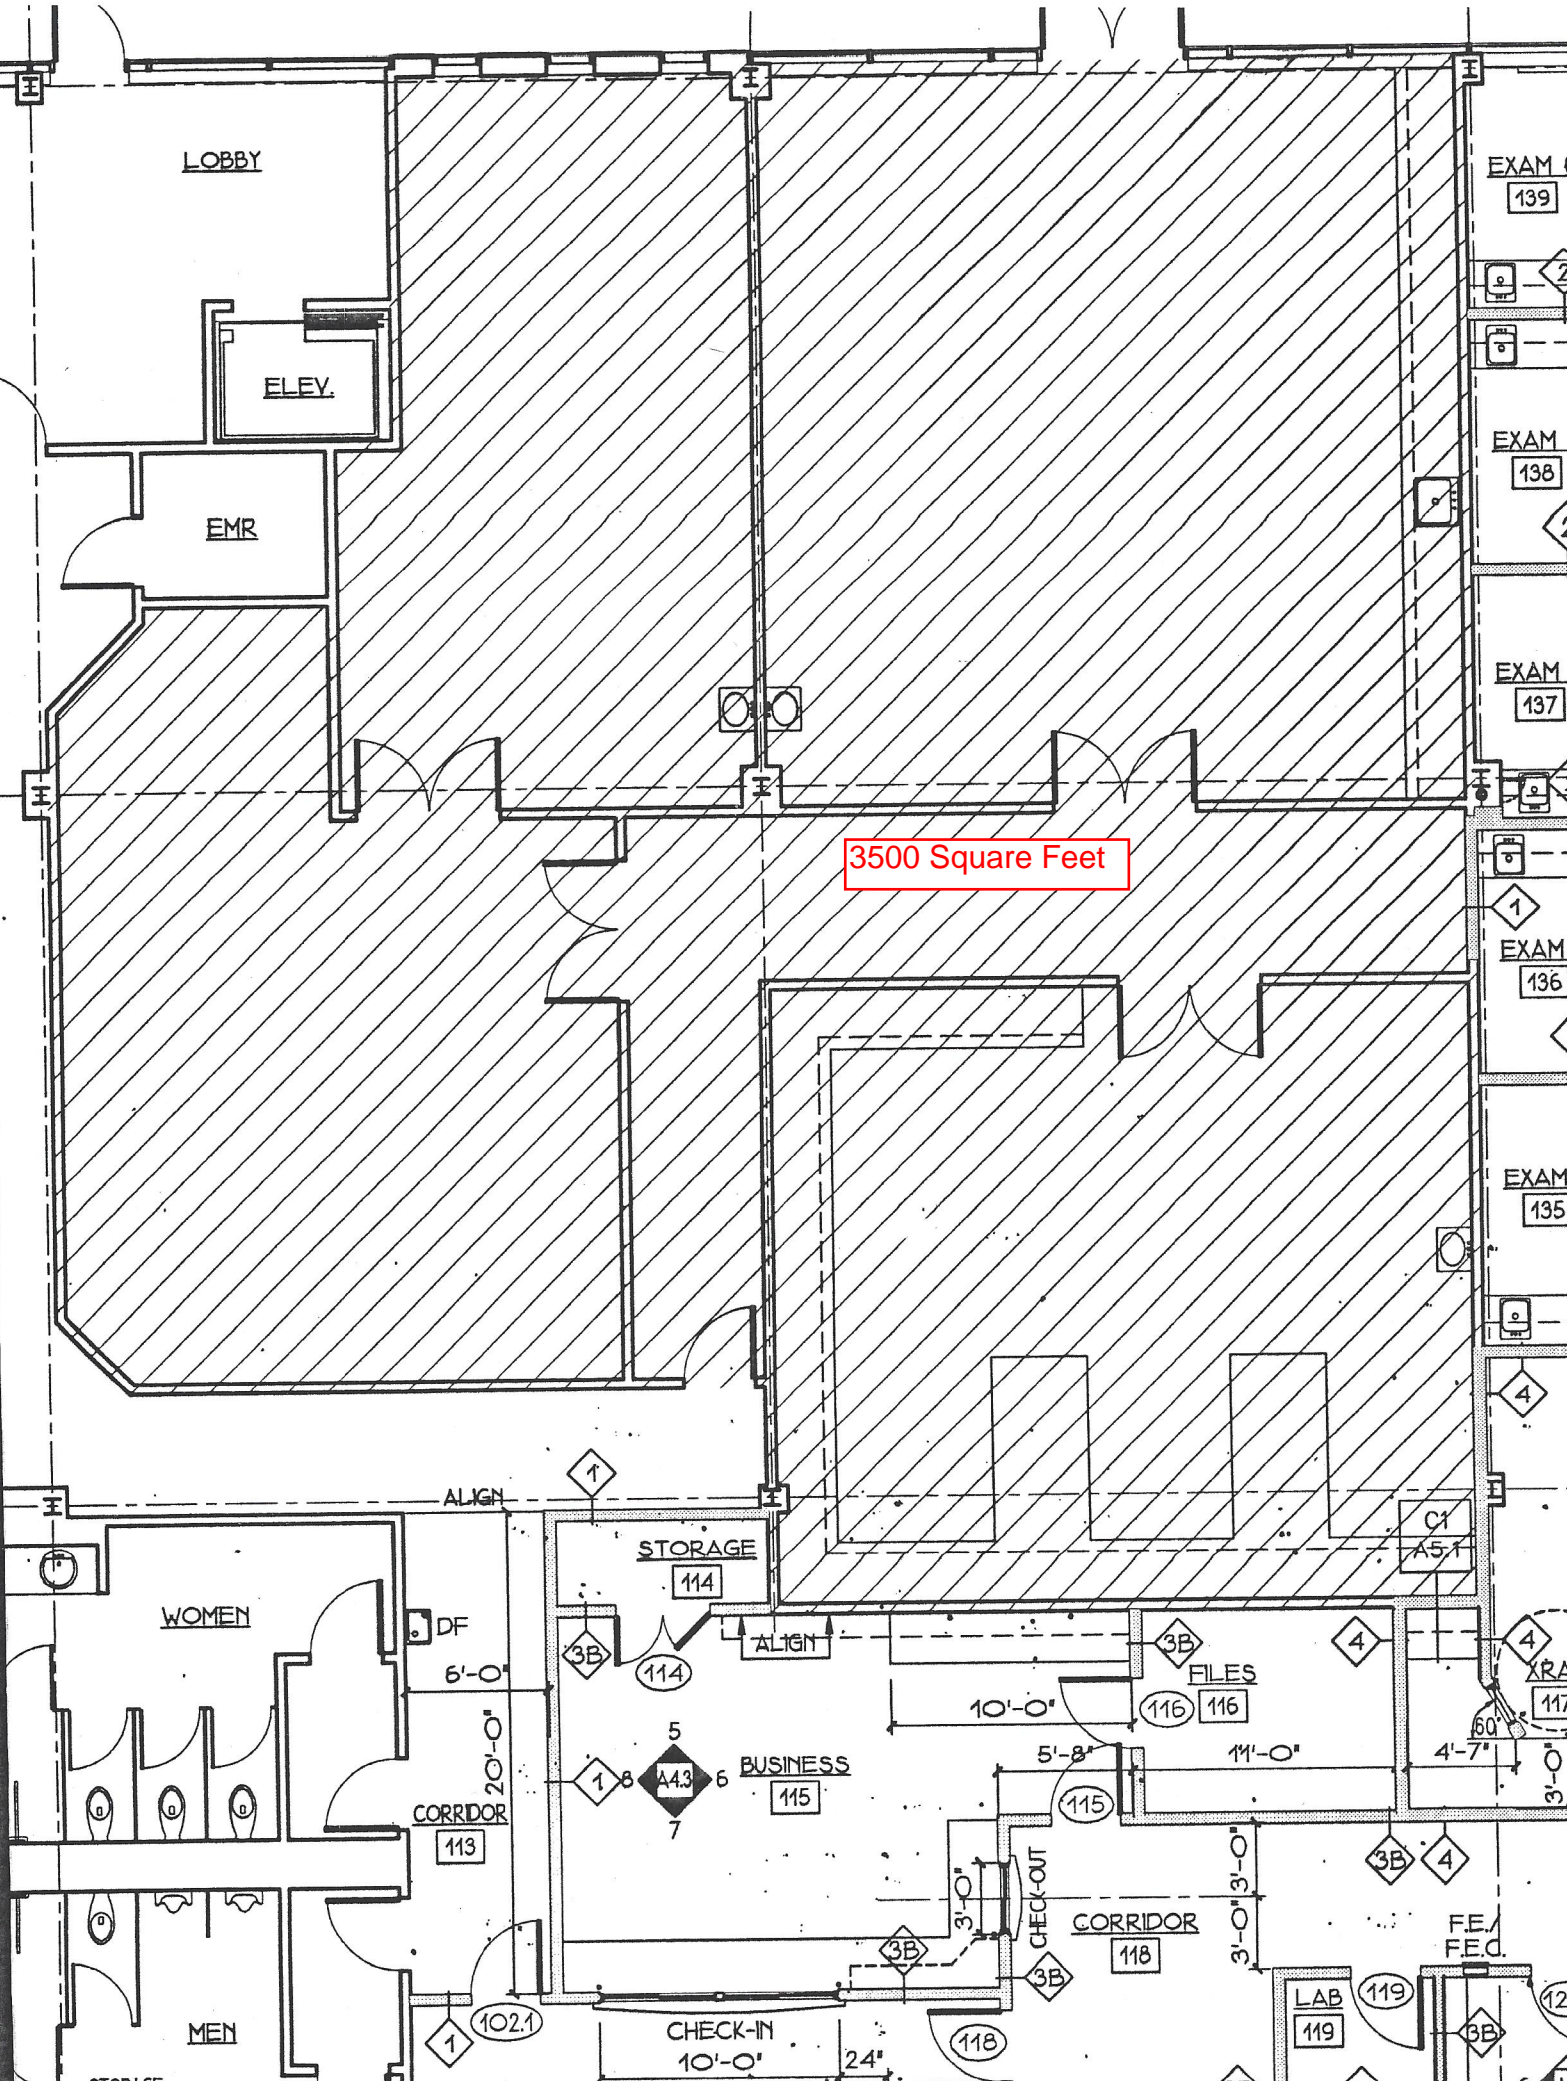 LOBBY
EXAM
139
ELEV.
EXAM
138
EMR
EXAM
137
3500 Square Feet
1
EXAM
136
EXAM
135
4
1
ALIGN
C1
A5.1
STORAGE
114
WOMEN
DF
ALIGN
3B
114
3B
4
4
6'-0"
FILES
116
116
10'-0"
117
60°
5
20'-0"
1
8
A4.3
6
7
BUSINESS
115
5'-8"
11'-0"
4'-7"
3'-0"
115
CORRIDOR
113
3B
4
3'-0"
3'-0"
CHECK-OUT
3'-0"
CORRIDOR
118
F.E./
F.E.C.
3B
3B
LAB
119
119
102.1
1
MEN
CHECK-IN
118
3B
10'-0"
24"